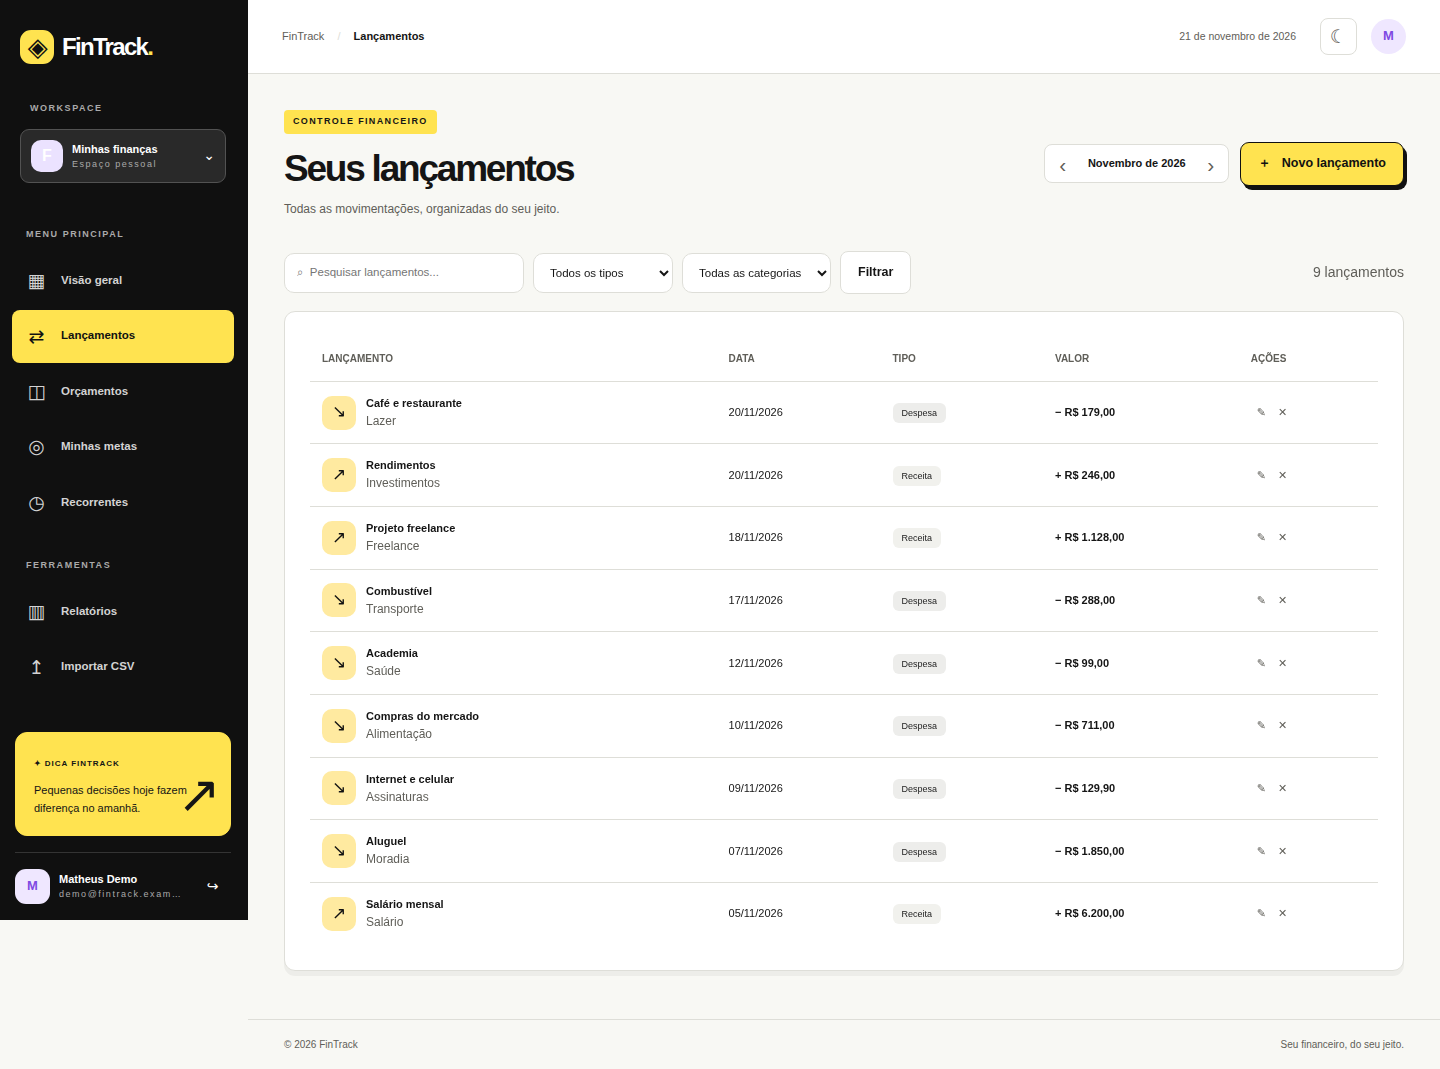 FinTrack.
WORKSPACE
F
Minhas finanças
Espaço pessoal
MENU PRINCIPAL
Visão geral
Lançamentos
Orçamentos
Minhas metas
Recorrentes
FERRAMENTAS
Relatórios
Importar CSV
✦ DICA FINTRACK
Pequenas decisões hoje fazem
diferença no amanhã.
M
Matheus Demo
demo@fintrack.exam...
FinTrack / Lançamentos
21 de novembro de 2026
M
CONTROLE FINANCEIRO
Seus lançamentos
Todas as movimentações, organizadas do seu jeito.
‹ Novembro de 2026 ›
+ Novo lançamento
Pesquisar lançamentos...
Todos os tipos
Todas as categorias
Filtrar
9 lançamentos
LANÇAMENTO DATA TIPO VALOR AÇÕES
Café e restaurante
Lazer
20/11/2026 Despesa − R$ 179,00
Rendimentos
Investimentos
20/11/2026 Receita + R$ 246,00
Projeto freelance
Freelance
18/11/2026 Receita + R$ 1.128,00
Combustível
Transporte
17/11/2026 Despesa − R$ 288,00
Academia
Saúde
12/11/2026 Despesa − R$ 99,00
Compras do mercado
Alimentação
10/11/2026 Despesa − R$ 711,00
Internet e celular
Assinaturas
09/11/2026 Despesa − R$ 129,90
Aluguel
Moradia
07/11/2026 Despesa − R$ 1.850,00
Salário mensal
Salário
05/11/2026 Receita + R$ 6.200,00
© 2026 FinTrack
Seu financeiro, do seu jeito.